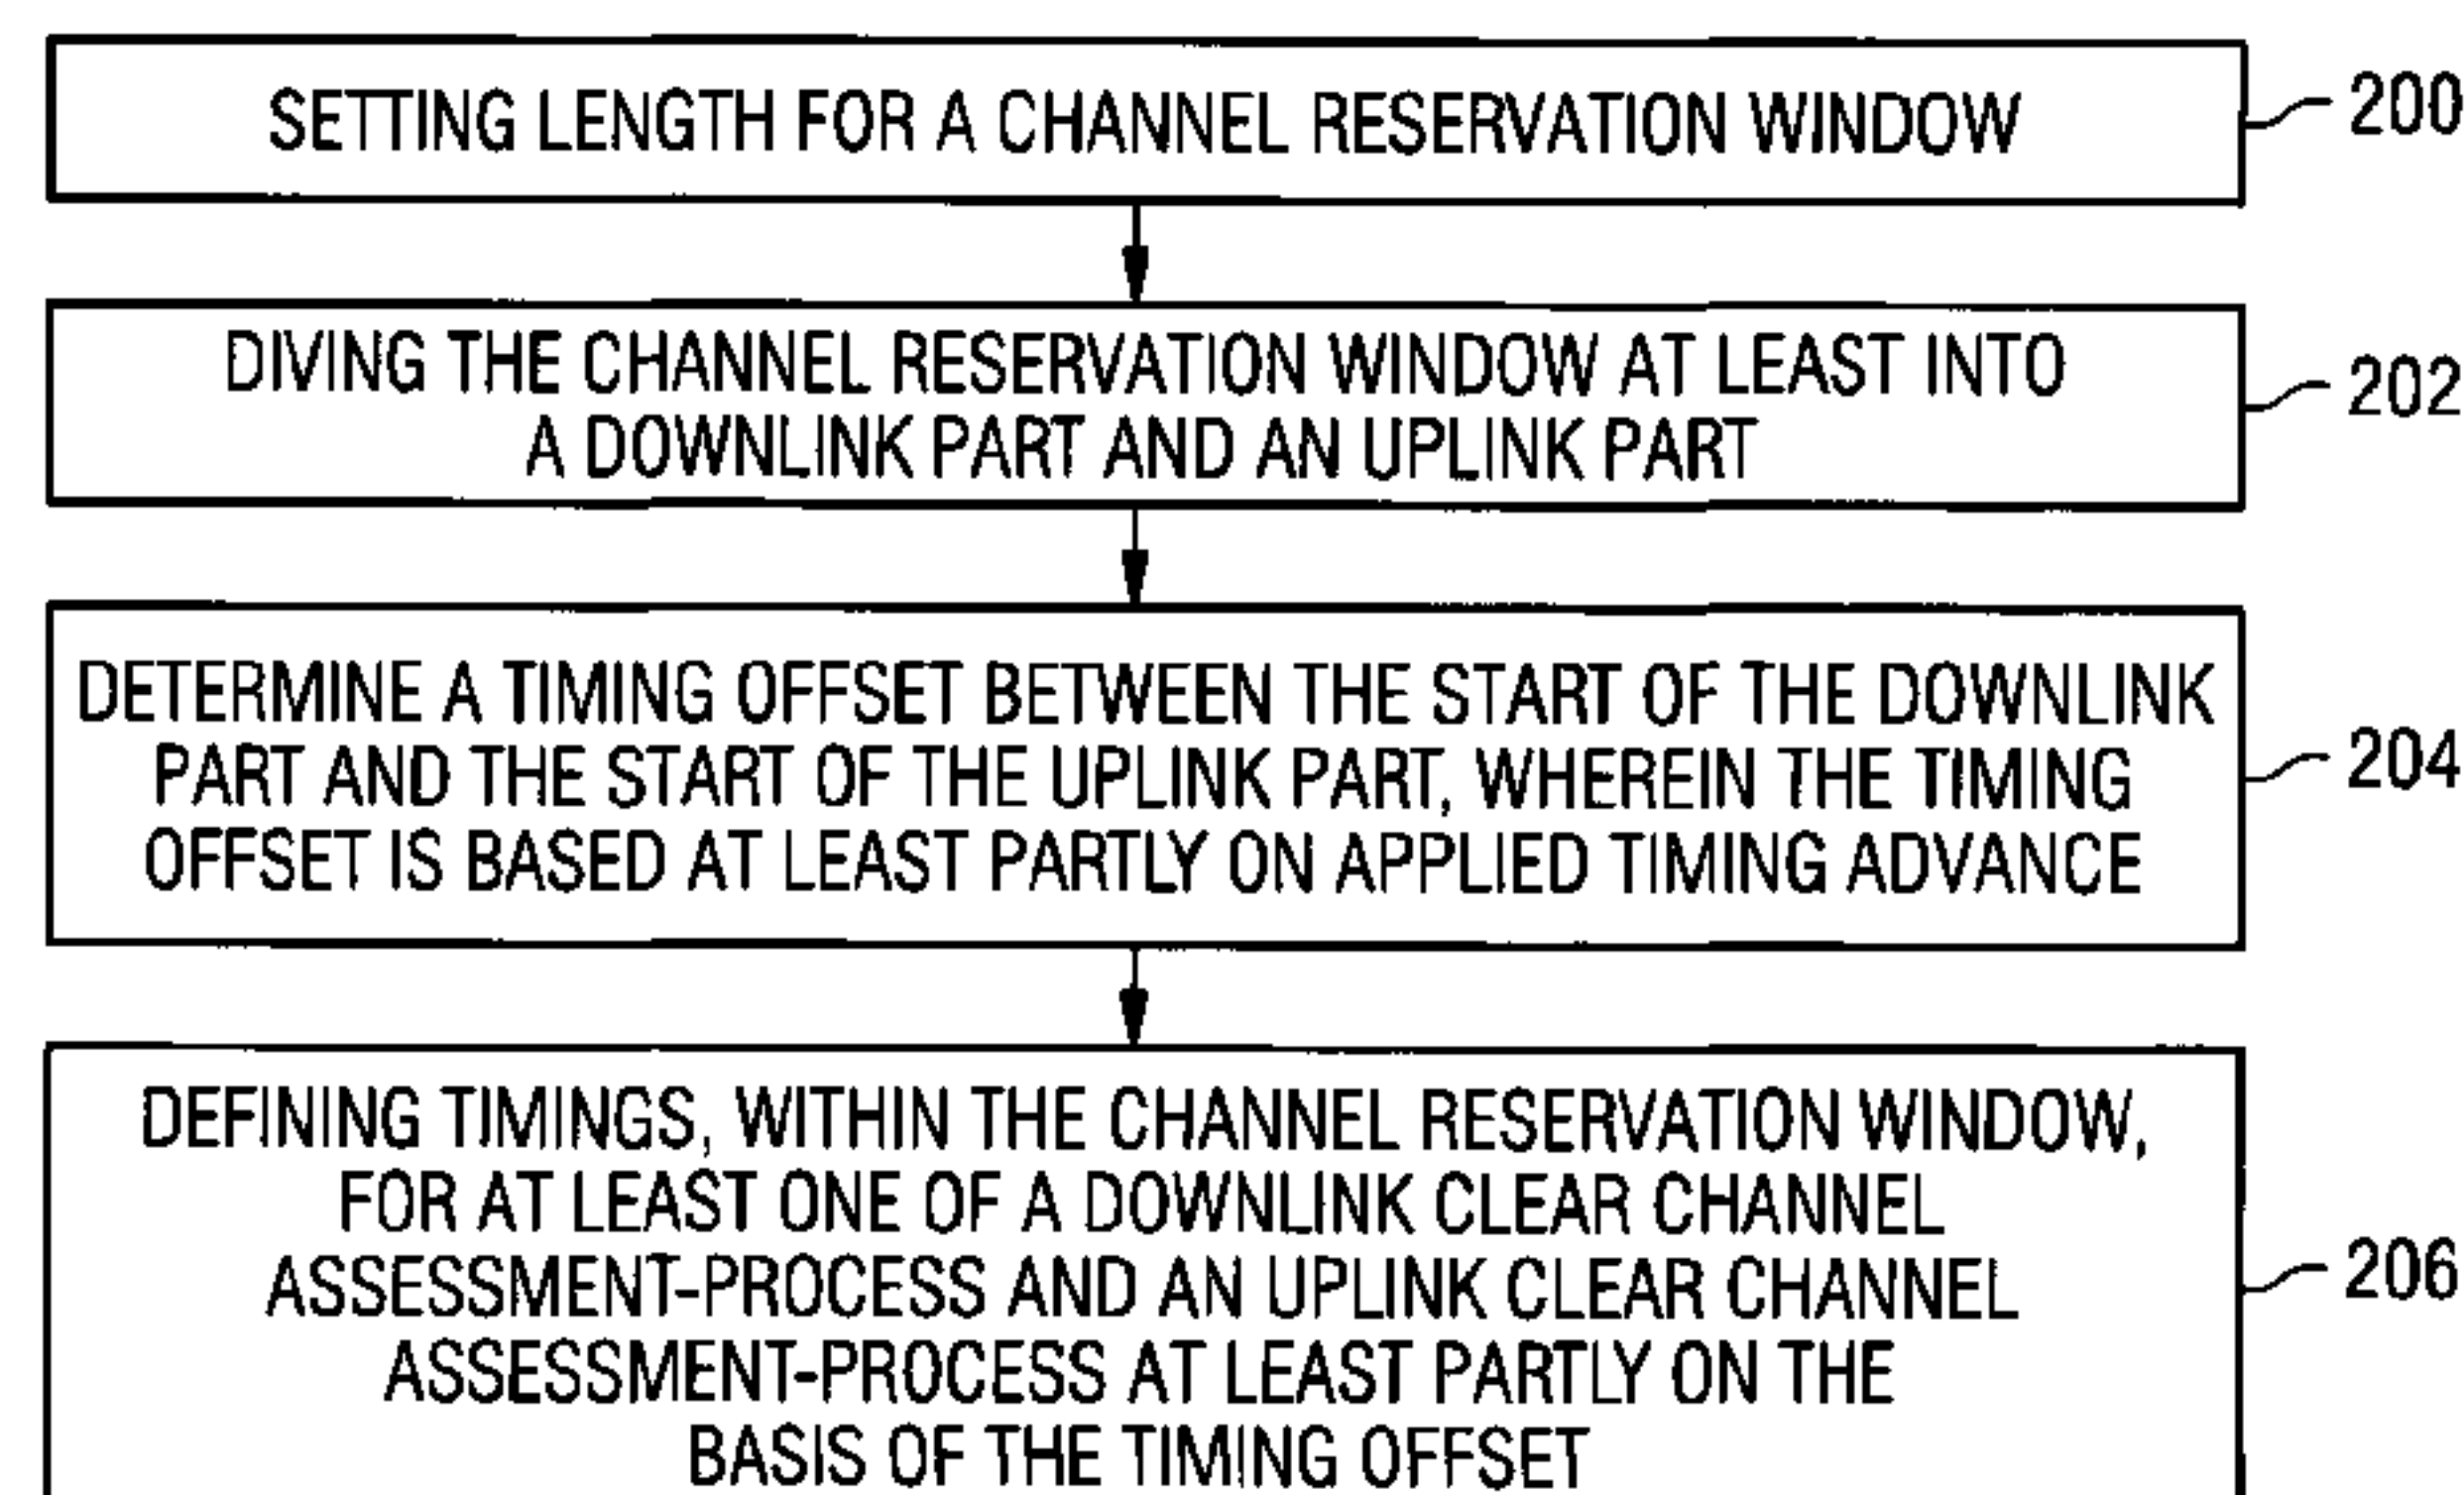 SETTING LENGTH FOR A CHANNEL RESERVATION WINDOW
200
DIVING THE CHANNEL RESERVATION WINDOW AT LEAST INTO
A DOWNLINK PART AND AN UPLINK PART
202
DETERMINE A TIMING OFFSET BETWEEN THE START OF THE DOWNLINK
PART AND THE START OF THE UPLINK PART, WHEREIN THE TIMING
OFFSET IS BASED AT LEAST PARTLY ON APPLIED TIMING ADVANCE
204
DEFINING TIMINGS, WITHIN THE CHANNEL RESERVATION WINDOW,
FOR AT LEAST ONE OF A DOWNLINK CLEAR CHANNEL
ASSESSMENT-PROCESS AND AN UPLINK CLEAR CHANNEL
ASSESSMENT-PROCESS AT LEAST PARTLY ON THE
BASIS OF THE TIMING OFFSET
206